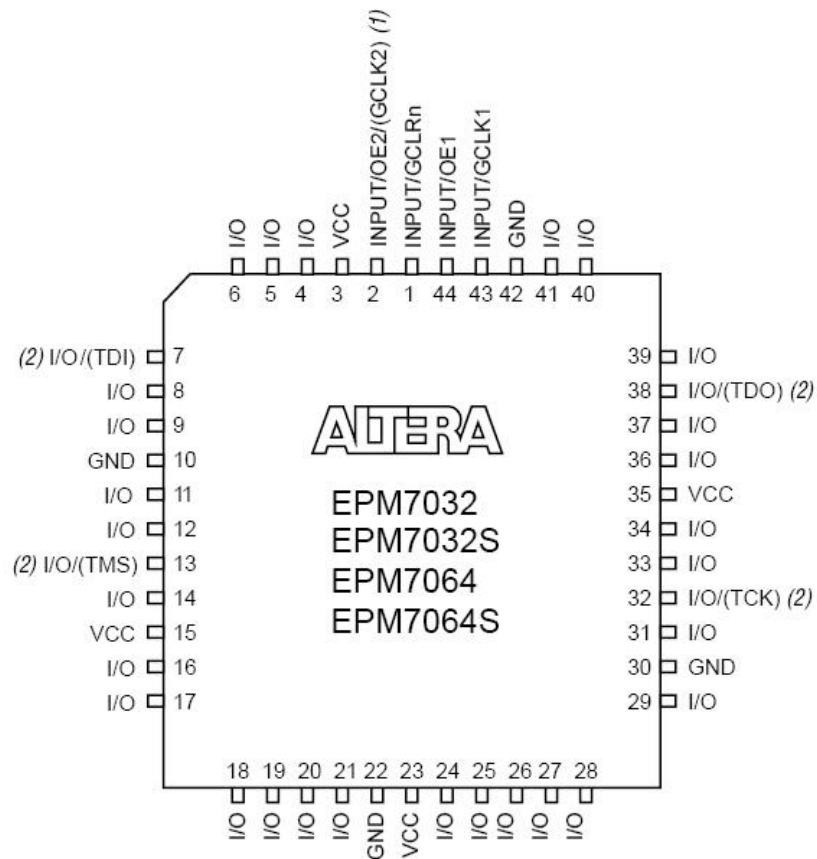 INPUT/OE2/(GCLK2) (1)
INPUT/GCLRn
INPUT/OE1
INPUT/GCLK1
I/O
I/O
I/O
VCC
GND
I/O
I/O
6 5 4 3 2 1 44 43 42 41 40
(2) I/O/(TDI) 7
I/O 8
I/O 9
GND 10
I/O 11
I/O 12
(2) I/O/(TMS) 13
I/O 14
VCC 15
I/O 16
I/O 17
ALTERA
EPM7032
EPM7032S
EPM7064
EPM7064S
39 I/O
38 I/O/(TDO) (2)
37 I/O
36 I/O
35 VCC
34 I/O
33 I/O
32 I/O/(TCK) (2)
31 I/O
30 GND
29 I/O
18 19 20 21 22 23 24 25 26 27 28
I/O
I/O
I/O
I/O
GND
VCC
I/O
I/O
I/O
I/O
I/O